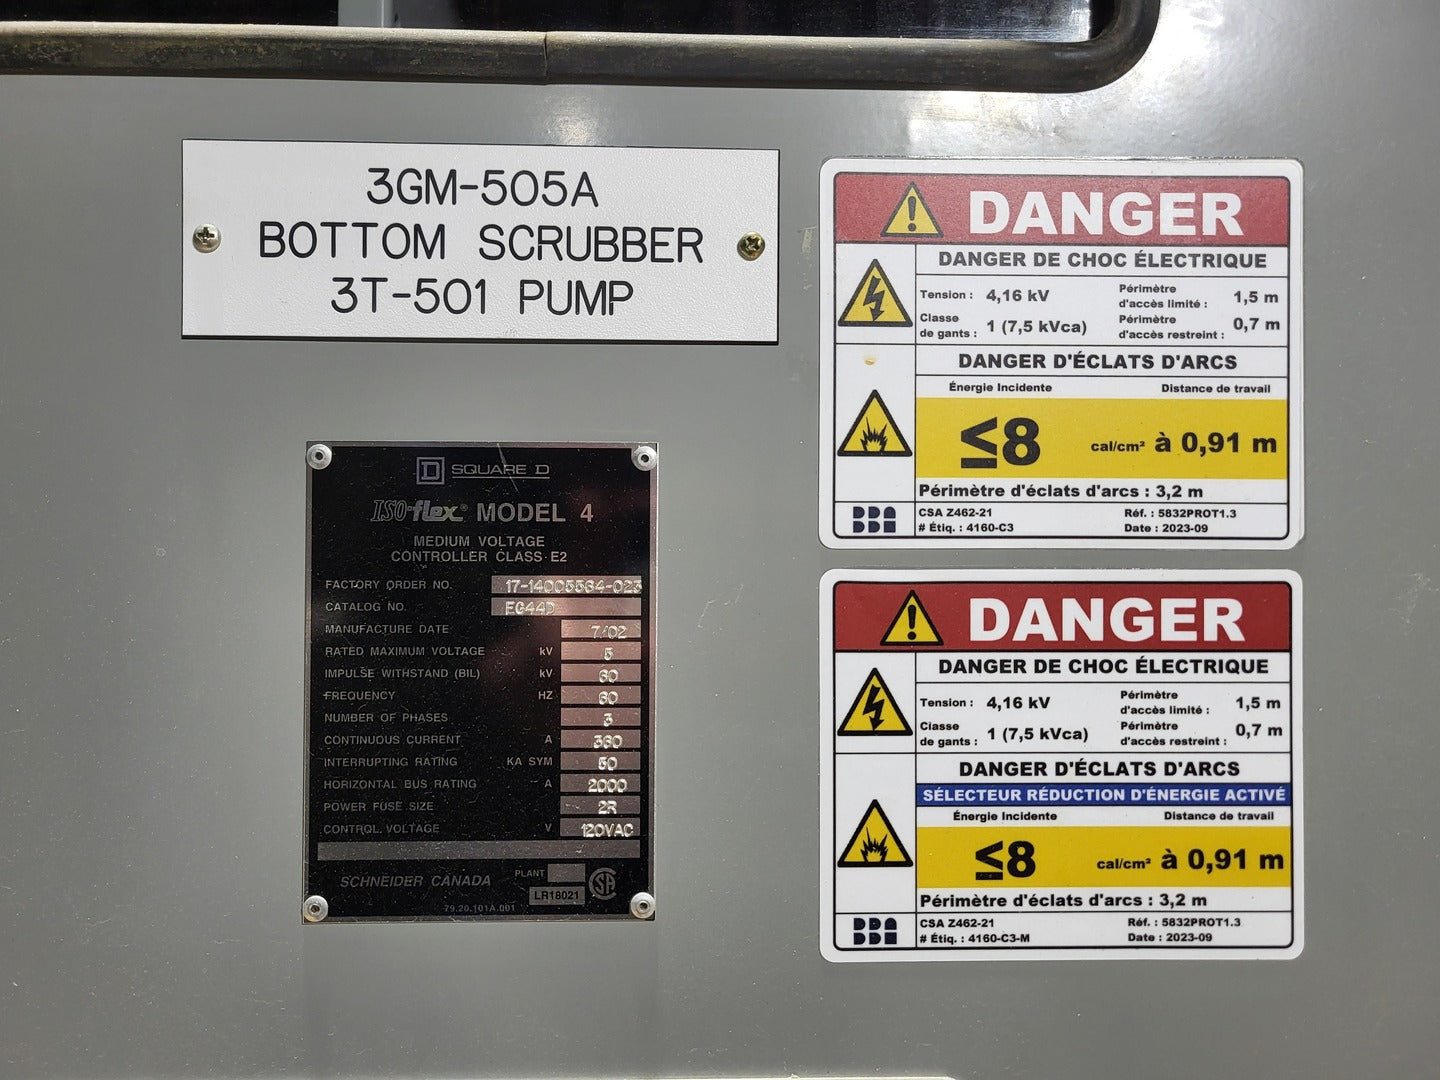 3GM-505A
BOTTOM SCRUBBER
3T-501 PUMP
D SQUARE D
ISO-flex® MODEL 4
MEDIUM VOLTAGE
CONTROLLER CLASS-E2
FACTORY ORDER NO. 17-14005564-023
CATALOG NO. EG44D
MANUFACTURE DATE 7/02
RATED MAXIMUM VOLTAGE kV 5
IMPULSE WITHSTAND (BIL) kV 60
FREQUENCY HZ 60
NUMBER OF PHASES 3
CONTINUOUS CURRENT A 360
INTERRUPTING RATING KA SYM 50
HORIZONTAL BUS RATING A 2000
POWER FUSE SIZE 2R
CONTROL VOLTAGE V 120VAC
SCHNEIDER CANADA PLANT
LR18021
79.20.101A.001
DANGER
DANGER DE CHOC ÉLECTRIQUE
Tension : 4,16 kV Périmètre d'accès limité : 1,5 m
Classe de gants : 1 (7,5 kVca) Périmètre d'accès restreint : 0,7 m
DANGER D'ÉCLATS D'ARCS
Énergie Incidente Distance de travail
≤8 cal/cm² à 0,91 m
Périmètre d'éclats d'arcs : 3,2 m
CSA Z462-21 Réf. : 5832PROT1.3
# Étiq. : 4160-C3 Date : 2023-09
DANGER
DANGER DE CHOC ÉLECTRIQUE
Tension : 4,16 kV Périmètre d'accès limité : 1,5 m
Classe de gants : 1 (7,5 kVca) Périmètre d'accès restreint : 0,7 m
DANGER D'ÉCLATS D'ARCS
SÉLECTEUR RÉDUCTION D'ÉNERGIE ACTIVÉ
Énergie Incidente Distance de travail
≤8 cal/cm² à 0,91 m
Périmètre d'éclats d'arcs : 3,2 m
CSA Z462-21 Réf. : 5832PROT1.3
# Étiq. : 4160-C3-M Date : 2023-09